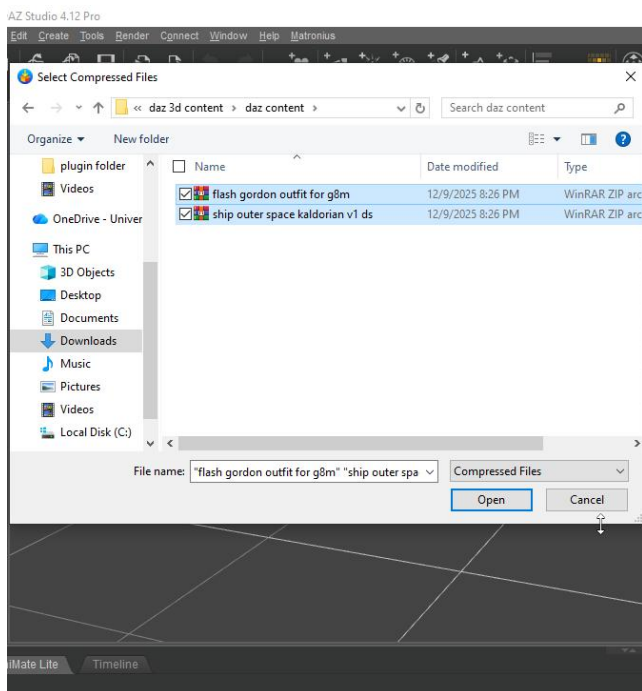 AZ Studio 4.12 Pro
Edit Create Tools Render Connect Window Help Matronius
Select Compressed Files
« daz 3d content › daz content ›
Search daz content
Organize
New folder
Name
Date modified
Type
plugin folder
Videos
OneDrive - Univer
This PC
3D Objects
Desktop
Documents
Downloads
Music
Pictures
Videos
Local Disk (C:)
flash gordon outfit for g8m 12/9/2025 8:26 PM WinRAR ZIP arc
ship outer space kaldorian v1 ds 12/9/2025 8:26 PM WinRAR ZIP arc
File name: "flash gordon outfit for g8m" "ship outer spa
Compressed Files
Open
Cancel
niMate Lite
Timeline